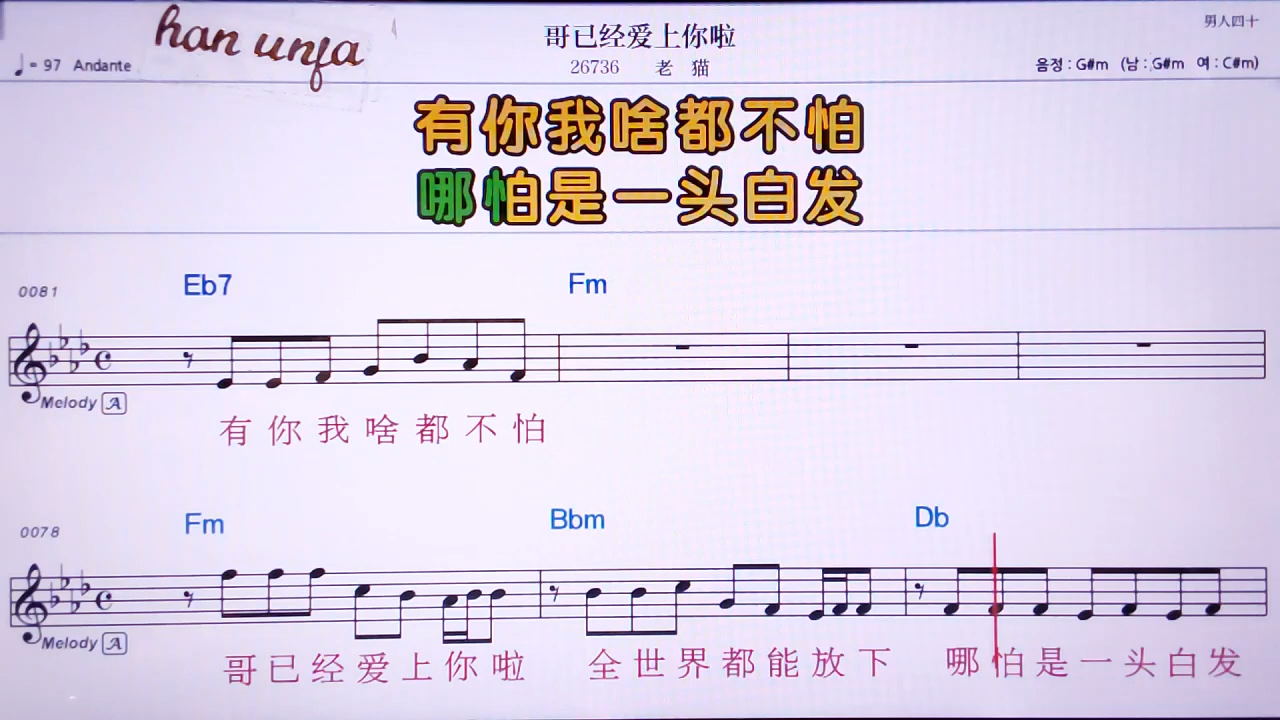 han unfa
哥已经爱上你啦
男人四十
♩= 97 Andante
26736 老 猫
음정 : G#m (남 : G#m 여 : C#m)
有你我啥都不怕
哪怕是一头白发
0081
Eb7 Fm
Melody A
有你我啥都不怕
0078
Fm Bbm Db
Melody A
哥已经爱上你啦 全世界都能放下 哪怕是一头白发